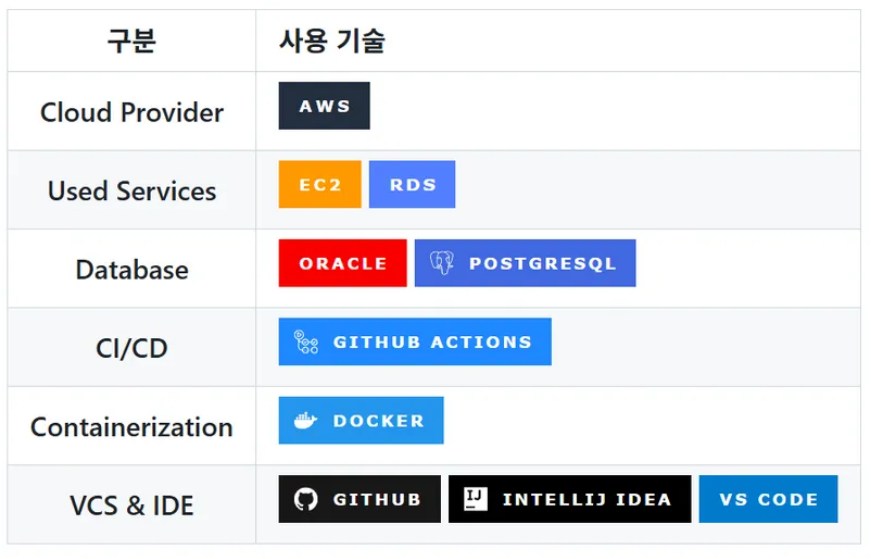 구분 사용 기술
Cloud Provider AWS
Used Services EC2 RDS
Database ORACLE POSTGRESQL
CI/CD GITHUB ACTIONS
Containerization DOCKER
VCS & IDE GITHUB IJ INTELLIJ IDEA VS CODE